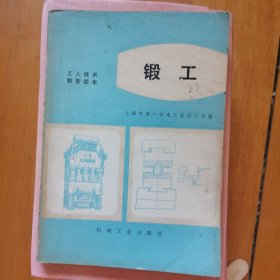 工人技术
教育读本
锻工
上海市第一机电工业局工会编
机械工业出版社